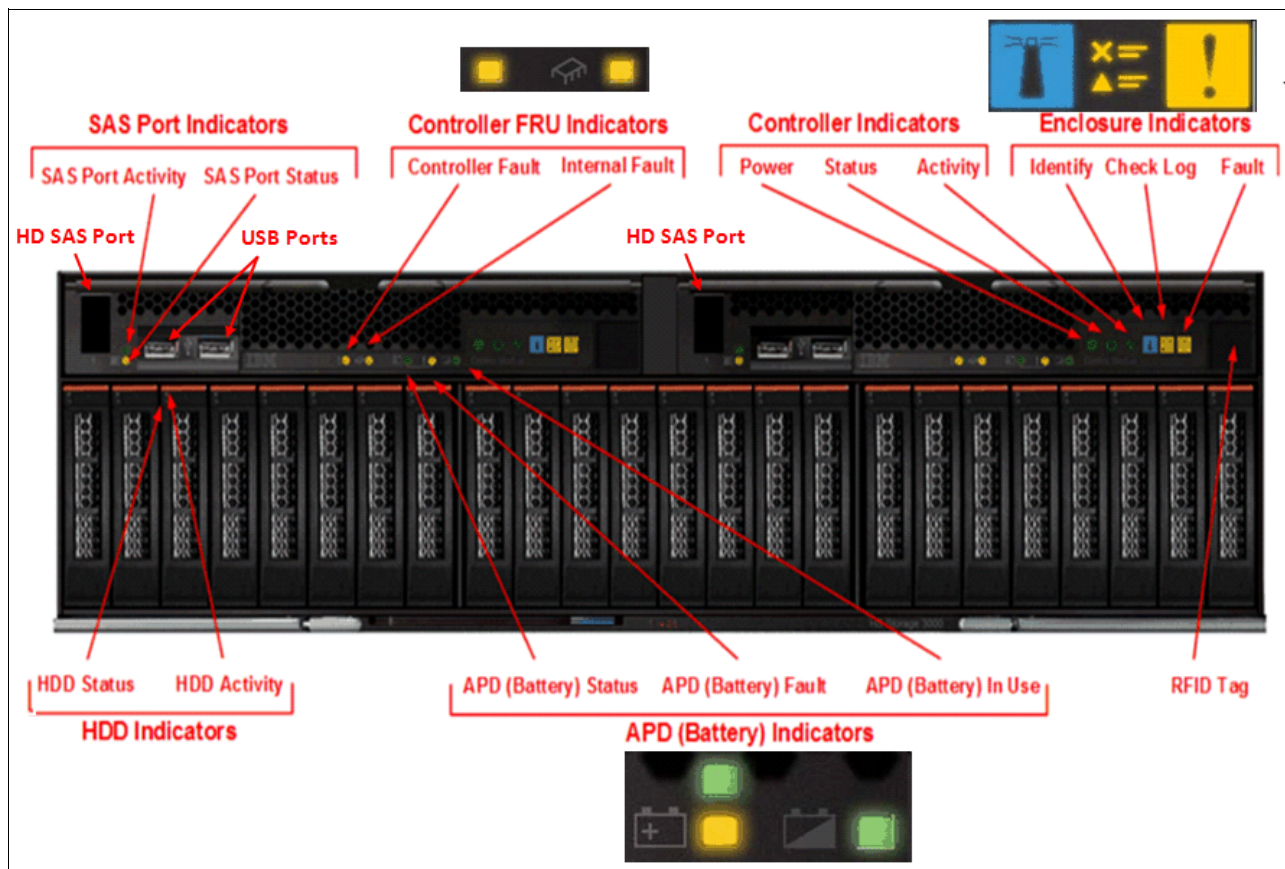 SAS Port Indicators
Controller FRU Indicators
Controller Indicators
Enclosure Indicators
SAS Port Activity SAS Port Status
Controller Fault Internal Fault
Power Status Activity
Identify Check Log Fault
HD SAS Port
USB Ports
HD SAS Port
IBM
HDD Status HDD Activity
APD (Battery) Status APD (Battery) Fault APD (Battery) In Use
RFID Tag
HDD Indicators
APD (Battery) Indicators